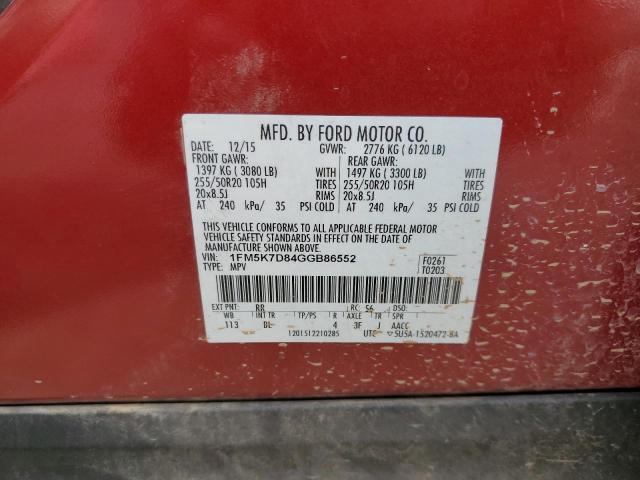 MFD. BY FORD MOTOR CO.
DATE: 12/15 GVWR: 2776 KG ( 6120 LB)
FRONT GAWR: REAR GAWR:
1397 KG ( 3080 LB) WITH 1497 KG ( 3300 LB) WITH
255/50R20 105H TIRES 255/50R20 105H TIRES
20x8.5J RIMS 20x8.5J RIMS
AT 240 kPa/ 35 PSI COLD AT 240 kPa/ 35 PSI COLD
THIS VEHICLE CONFORMS TO ALL APPLICABLE FEDERAL MOTOR
VEHICLE SAFETY STANDARDS IN EFFECT ON THE DATE OF
MANUFACTURE SHOWN ABOVE.
VIN: 1FM5K7D84GGB86552 F0261
TYPE: MPV T0203
EXT PNT: RR RC: 56 DSO:
WB INT TR TP/PS R AXLE TR SPR
113 DL 4 3F J AACC
1201512210285 UTC ▽5U5A-1520472-BA